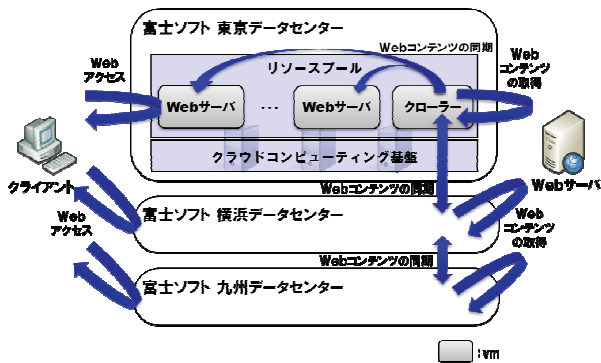 富士ソフト 東京データセンター
Webコンテンツの同期
Web
アクセス
リソースプール
Web
コンテンツ
の取得
Webサーバ
…
Webサーバ
クローラー
クラウドコンピューティング基盤
クライアント
Webサーバ
Webコンテンツの同期
富士ソフト 横浜データセンター
Web
アクセス
Web
コンテンツ
の取得
Webコンテンツの同期
富士ソフト 九州データセンター
:vm